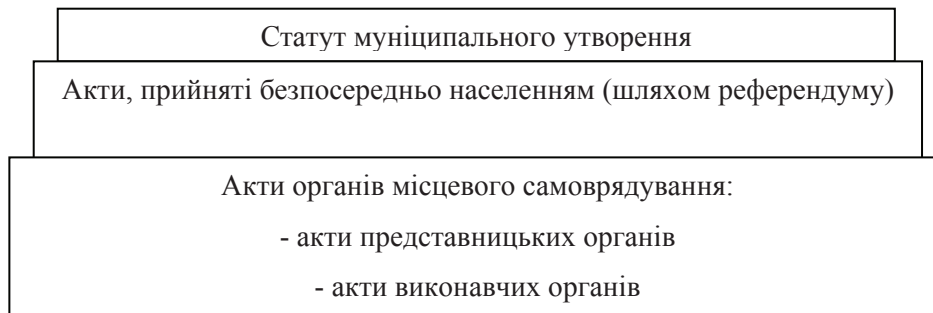 Статут муніципального утворення
Акти, прийняті безпосередньо населенням (шляхом референдуму)
Акти органів місцевого самоврядування:
- акти представницьких органів
- акти виконавчих органів